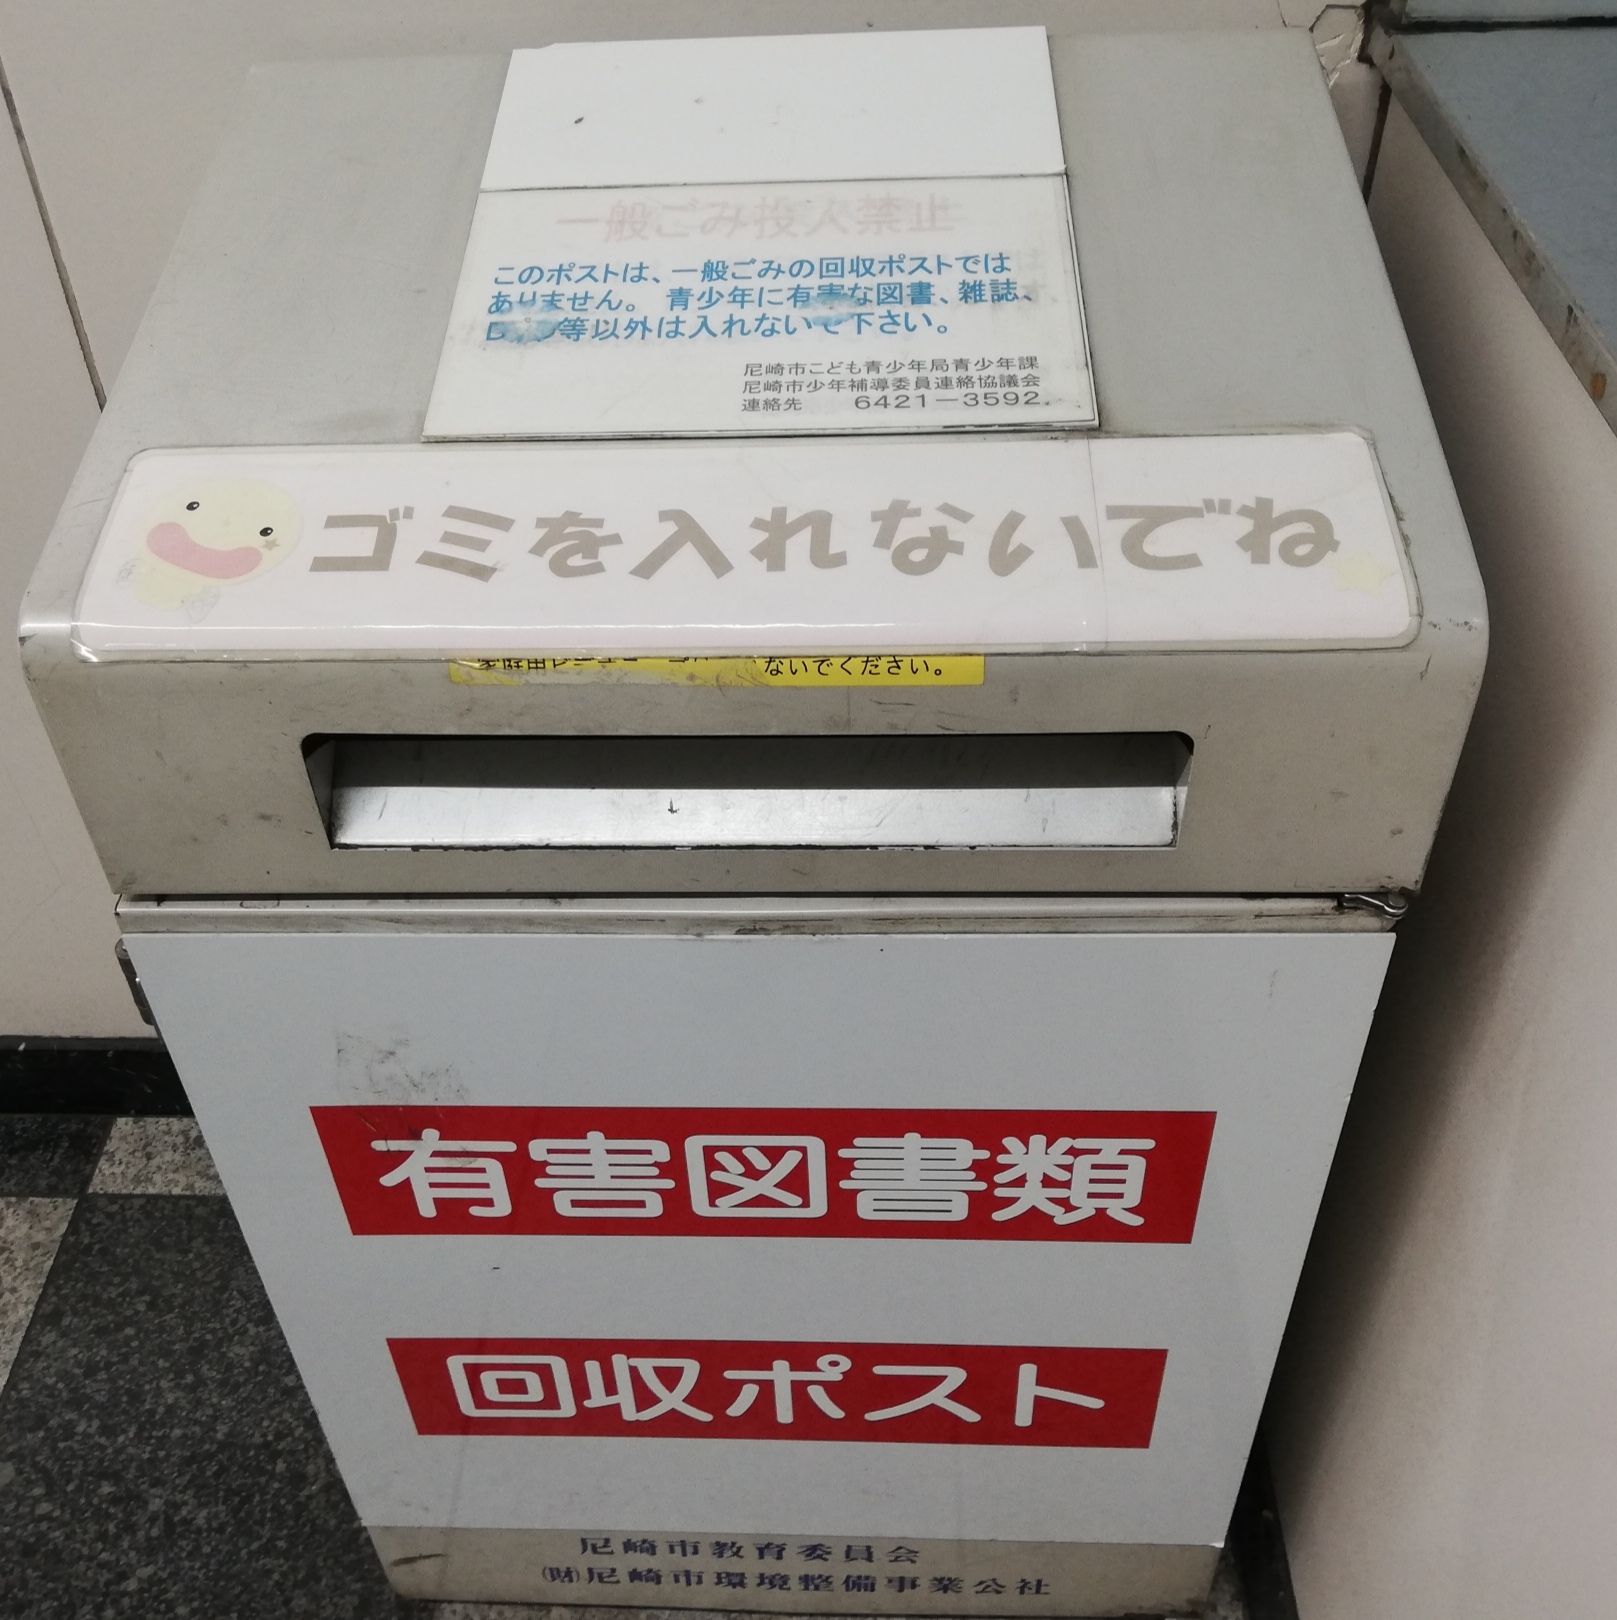 一般ごみ投入禁止
このポストは、一般ごみの回収ポストでは
ありません。 青少年に有害な図書、雑誌、
等以外は入れないで下さい。
尼崎市こども青少年局青少年課
尼崎市少年補導委員連絡協議会
連絡先 6421－3592
ゴミを入れないでね
ないでください。
有害図書類
回収ポスト
尼崎市教育委員会
㈶尼崎市環境整備事業公社